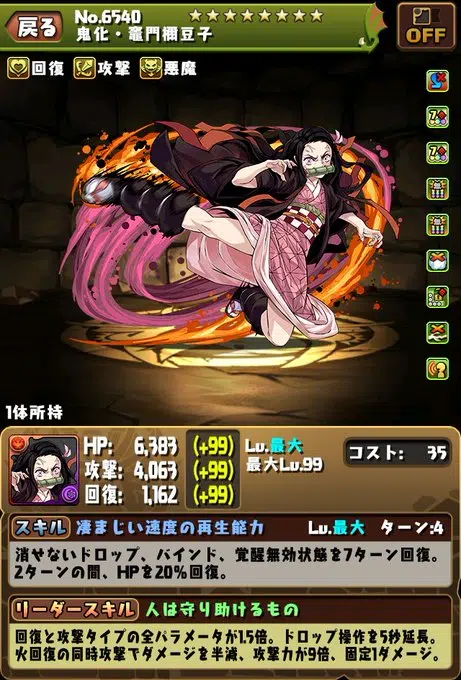 戻る
No.6540 ★★★★★★★★
鬼化・竈門禰豆子
OFF
回復 攻撃 悪魔
1体所持
HP: 6,383 (+99) Lv.最大
攻撃: 4,063 (+99) 最大Lv.99
回復: 1,162 (+99)
コスト: 35
スキル 凄まじい速度の再生能力 Lv.最大 ターン:4
消せないドロップ、バインド、覚醒無効状態を7ターン回復。
2ターンの間、HPを20%回復。
リーダースキル 人は守り助けるもの
回復と攻撃タイプの全パラメータが1.5倍。ドロップ操作を5秒延長。
火回復の同時攻撃でダメージを半減、攻撃力が9倍、固定1ダメージ。